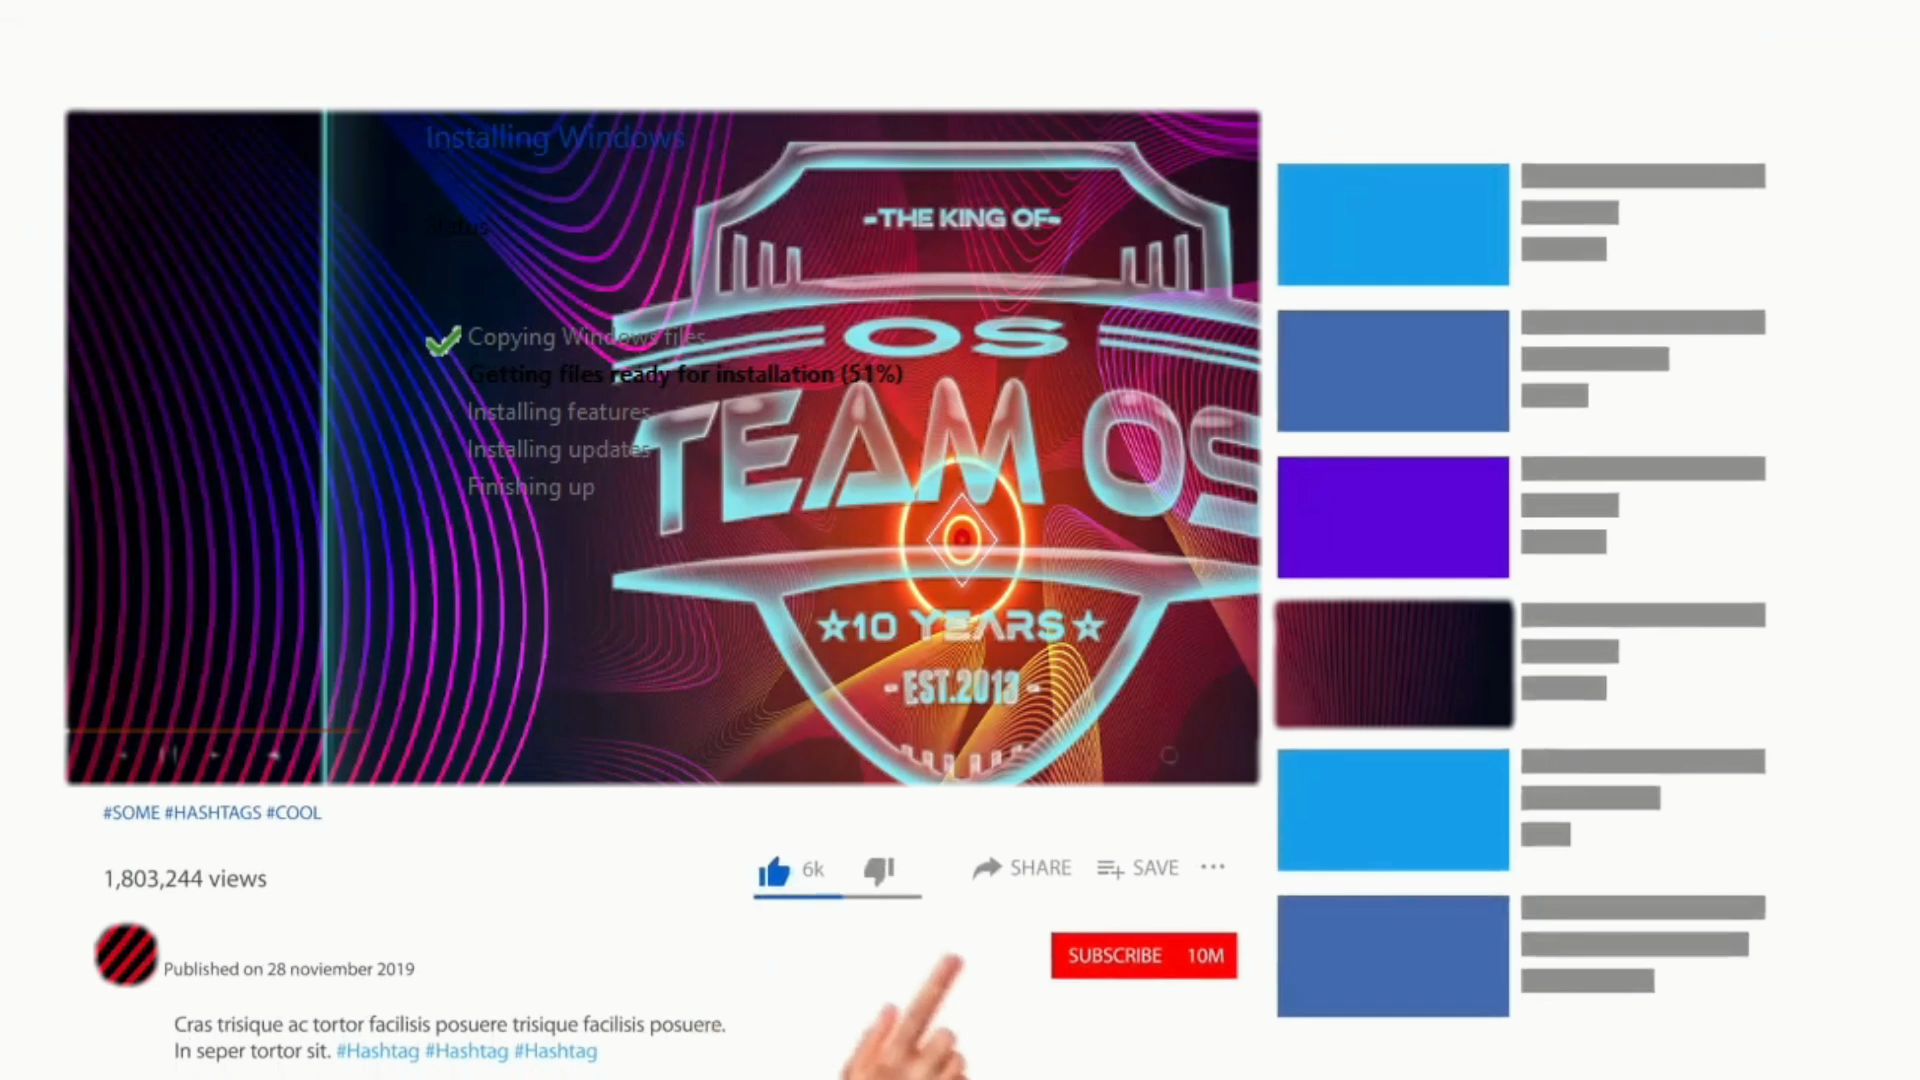 Installing Windows
Status
Copying Windows files
Getting files ready for installation (51%)
Installing features
Installing updates
Finishing up
-THE KING OF-
OS
TEAM OS
☆10 YEARS☆
- EST.2013 -
#SOME #HASHTAGS #COOL
1,803,244 views
6k
SHARE
SAVE
SUBSCRIBE 10M
Published on 28 noviember 2019
Cras trisique ac tortor facilisis posuere trisique facilisis posuere.
In seper tortor sit. #Hashtag #Hashtag #Hashtag